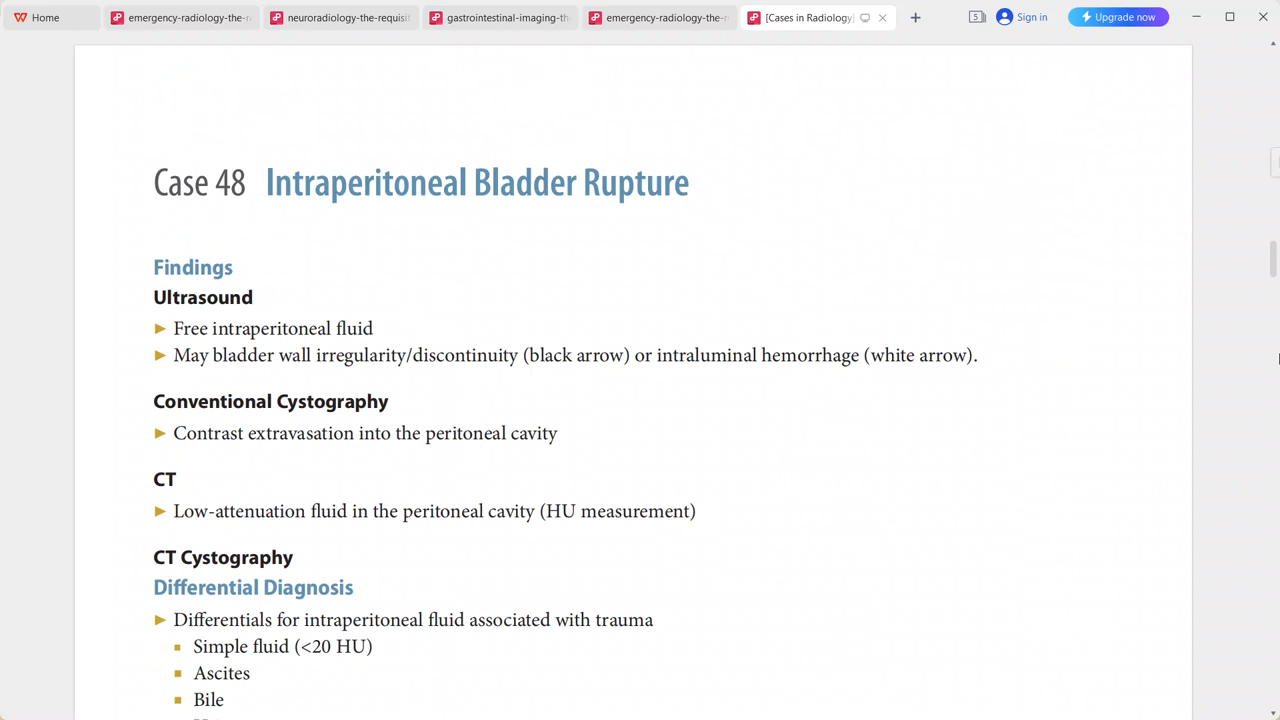 Home
emergency-radiology-the-r
neuroradiology-the-requisit
gastrointestinal-imaging-th
emergency-radiology-the-r
[Cases in Radiology]
5
Sign in
Upgrade now
Case 48 Intraperitoneal Bladder Rupture
Findings
Ultrasound
► Free intraperitoneal fluid
► May bladder wall irregularity/discontinuity (black arrow) or intraluminal hemorrhage (white arrow).
Conventional Cystography
► Contrast extravasation into the peritoneal cavity
CT
► Low-attenuation fluid in the peritoneal cavity (HU measurement)
CT Cystography
Differential Diagnosis
► Differentials for intraperitoneal fluid associated with trauma
■ Simple fluid (<20 HU)
■ Ascites
■ Bile